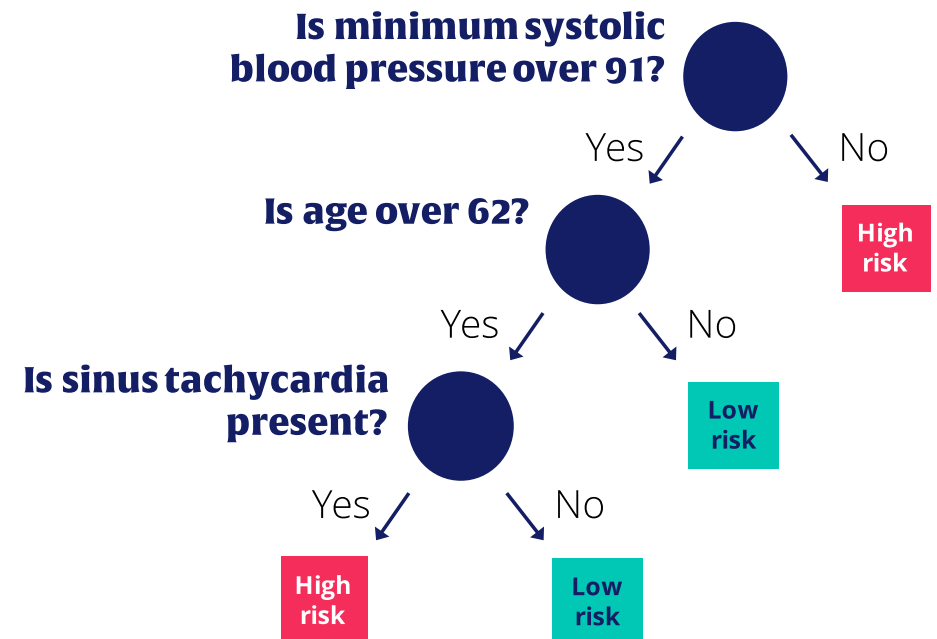 Is minimum systolic
blood pressure over 91?
Yes
No
Is age over 62?
High
risk
Yes
No
Is sinus tachycardia
present?
Low
risk
Yes
No
High
risk
Low
risk